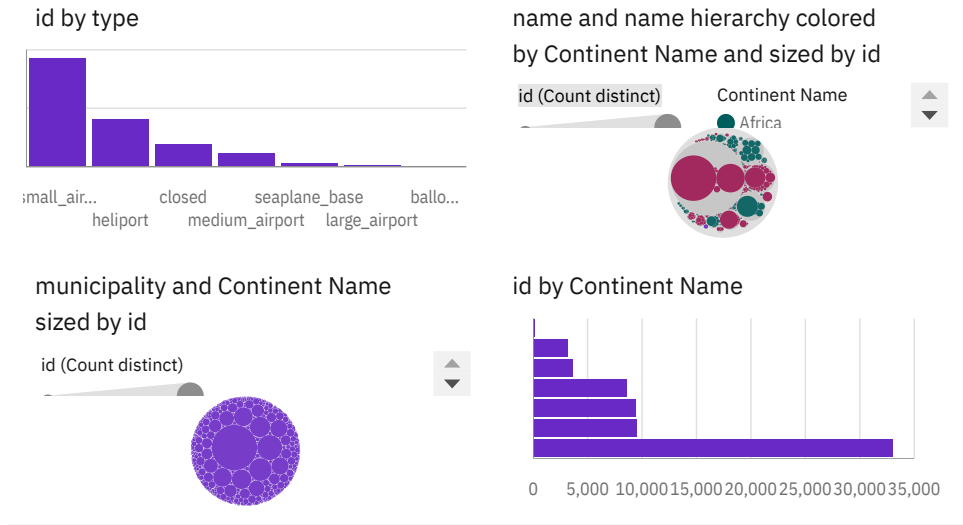 id by type
small_air...
heliport
closed
medium_airport
seaplane_base
large_airport
ballo...
name and name hierarchy colored
by Continent Name and sized by id
id (Count distinct)
Continent Name
Africa
municipality and Continent Name
sized by id
id (Count distinct)
id by Continent Name
0 5,000 10,000 15,000 20,000 25,000 30,000 35,000